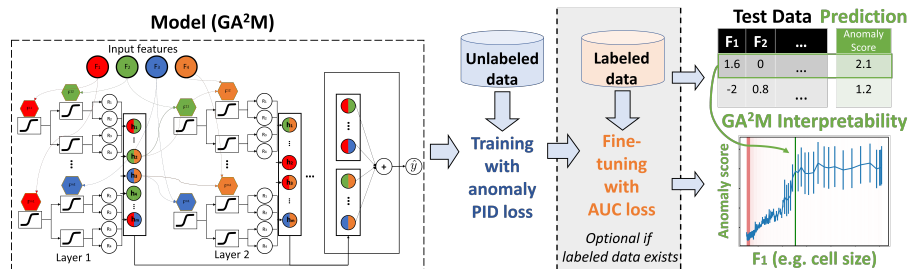 Model (GA²M)
Input features
F₁ F₂ F₃ F₄
Layer 1
Layer 2
+
ŷ
Unlabeled
data
Training
with
anomaly
PID loss
Labeled
data
Fine-
tuning
with
AUC loss
Optional if
labeled data exists
Test Data Prediction
F₁ F₂ ... Anomaly
Score
1.6 0 ... 2.1
-2 0.8 ... 1.2
GA²M Interpretability
Anomaly score
F₁ (e.g. cell size)